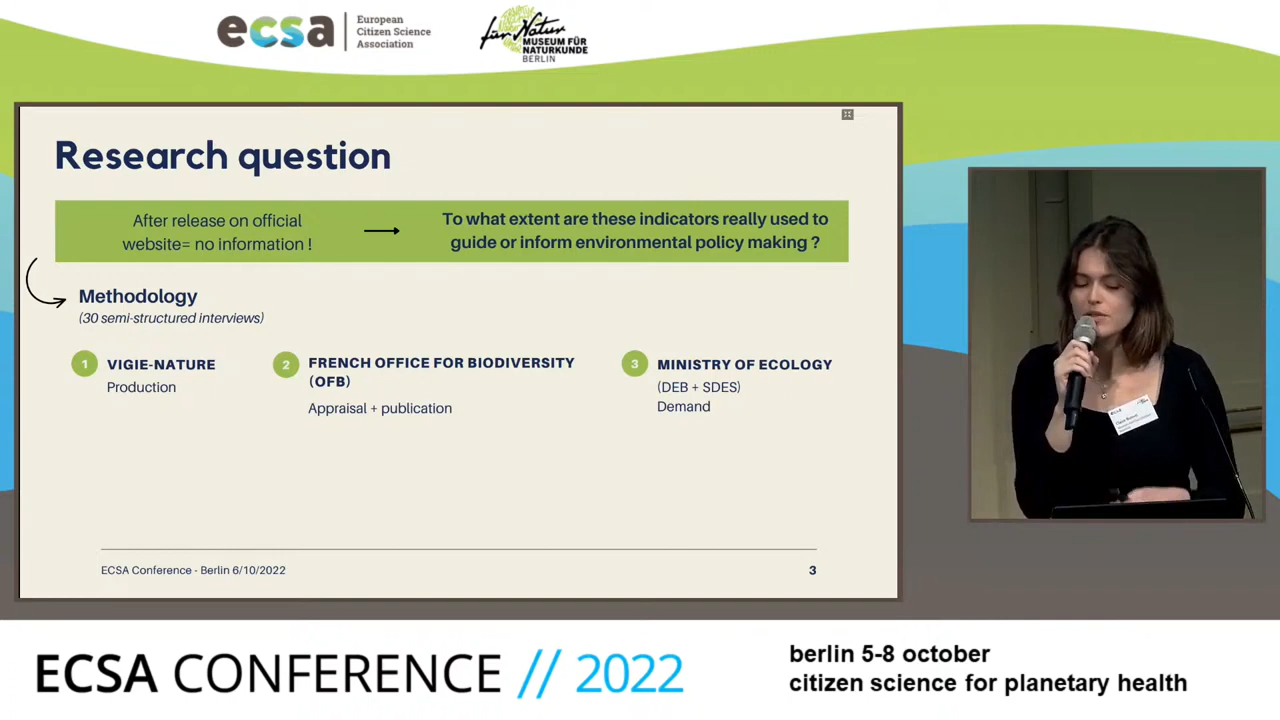 ecsa
European
Citizen Science
Association
für Natur
MUSEUM FÜR
NATURKUNDE
BERLIN
Research question
After release on official
website= no information !
To what extent are these indicators really used to
guide or inform environmental policy making ?
Methodology
(30 semi-structured interviews)
1
VIGIE-NATURE
Production
2
FRENCH OFFICE FOR BIODIVERSITY
(OFB)
Appraisal + publication
3
MINISTRY OF ECOLOGY
(DEB + SDES)
Demand
ECSA Conference - Berlin 6/10/2022
3
ECSA CONFERENCE // 2022
berlin 5-8 october
citizen science for planetary health